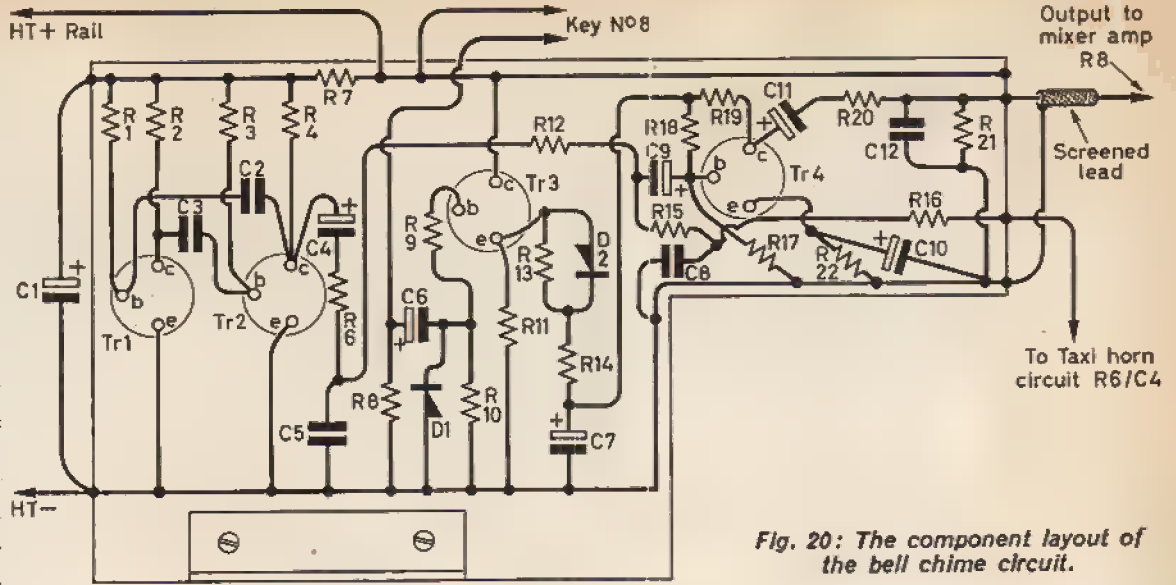 HT+ Rail
Key Nº8
Output to
mixer amp
R8
R7
R1
R2
R3
R4
C2
C3
C4
C1
b
c
e
Tr1
b
c
e
Tr2
R6
C5
R12
Tr3
c
b
e
R9
R13
D2
C6
R8
D1
R10
R11
R14
C7
R18
R19
C11
R20
C12
R21
Screened
lead
C9
b
c
e
Tr4
R15
R16
C8
R17
R22
C10
To Taxi horn
circuit R6/C4
HT−
Fig. 20: The component layout of
the bell chime circuit.